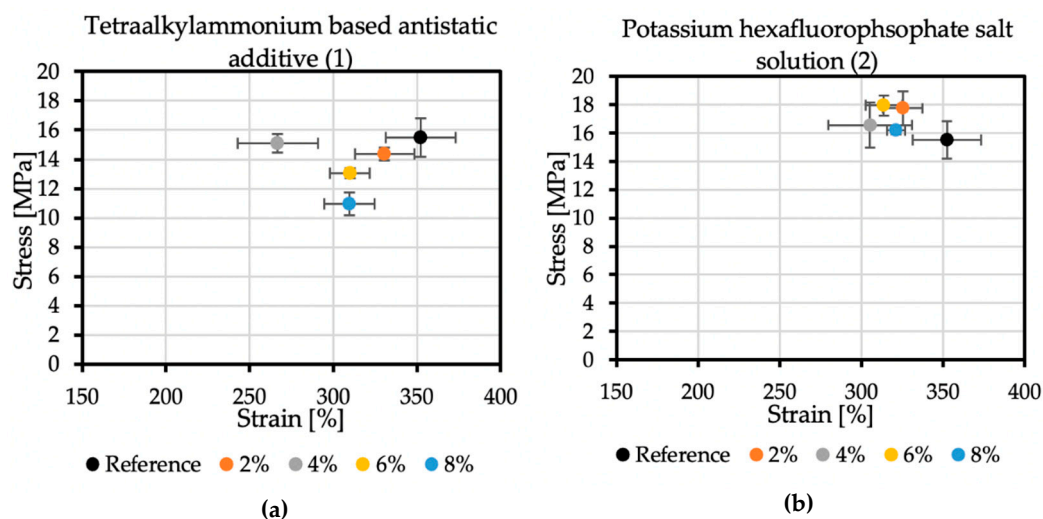 Tetraalkylammonium based antistatic
additive (1)
20
18
16
14
12
10
8
6
4
2
0
Stress [MPa]
150 200 250 300 350 400
Strain [%]
Reference 2% 4% 6% 8%
(a)
Potassium hexafluorophsophate salt
solution (2)
20
18
16
14
12
10
8
6
4
2
0
Stress [MPa]
150 200 250 300 350 400
Strain [%]
Reference 2% 4% 6% 8%
(b)